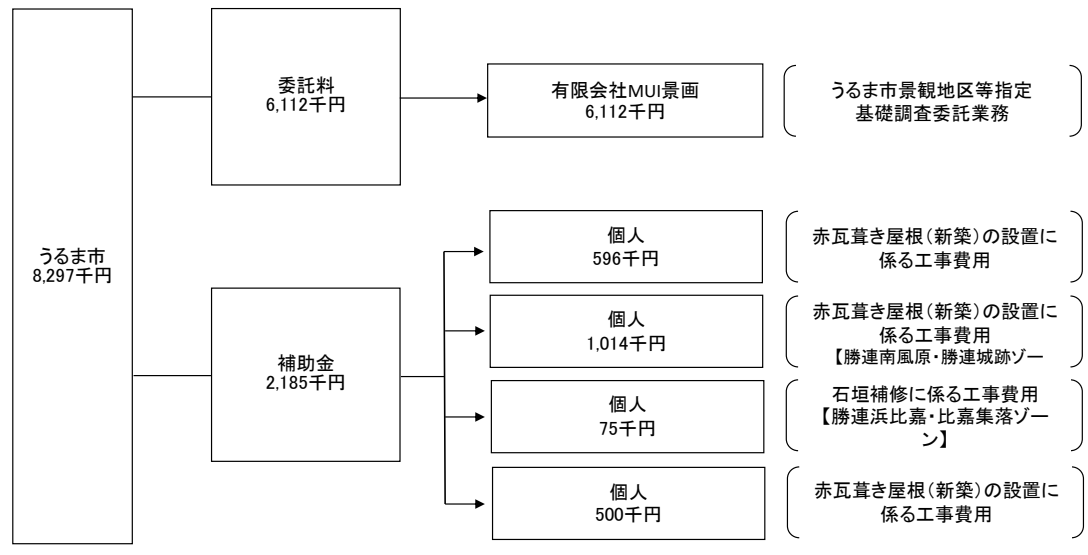 うるま市
8,297千円
委託料
6,112千円
有限会社MUI景画
6,112千円
うるま市景観地区等指定
基礎調査委託業務
補助金
2,185千円
個人
596千円
赤瓦葺き屋根（新築）の設置に
係る工事費用
個人
1,014千円
赤瓦葺き屋根（新築）の設置に
係る工事費用
【勝連南風原・勝連城跡ゾー
個人
75千円
石垣補修に係る工事費用
【勝連浜比嘉・比嘉集落ゾー
ン】
個人
500千円
赤瓦葺き屋根（新築）の設置に
係る工事費用